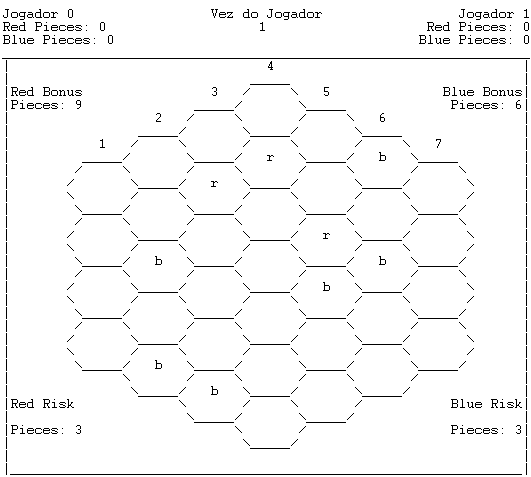 Jogador 0 Vez do Jogador Jogador 1
Red Pieces: 0 1 Red Pieces: 0
Blue Pieces: 0 Blue Pieces: 0
4
Red Bonus 3 5 Blue Bonus
Pieces: 9 Pieces: 6
2 6
1 7
r b
r
r
b b
b
b
b
Red Risk Blue Risk
Pieces: 3 Pieces: 3